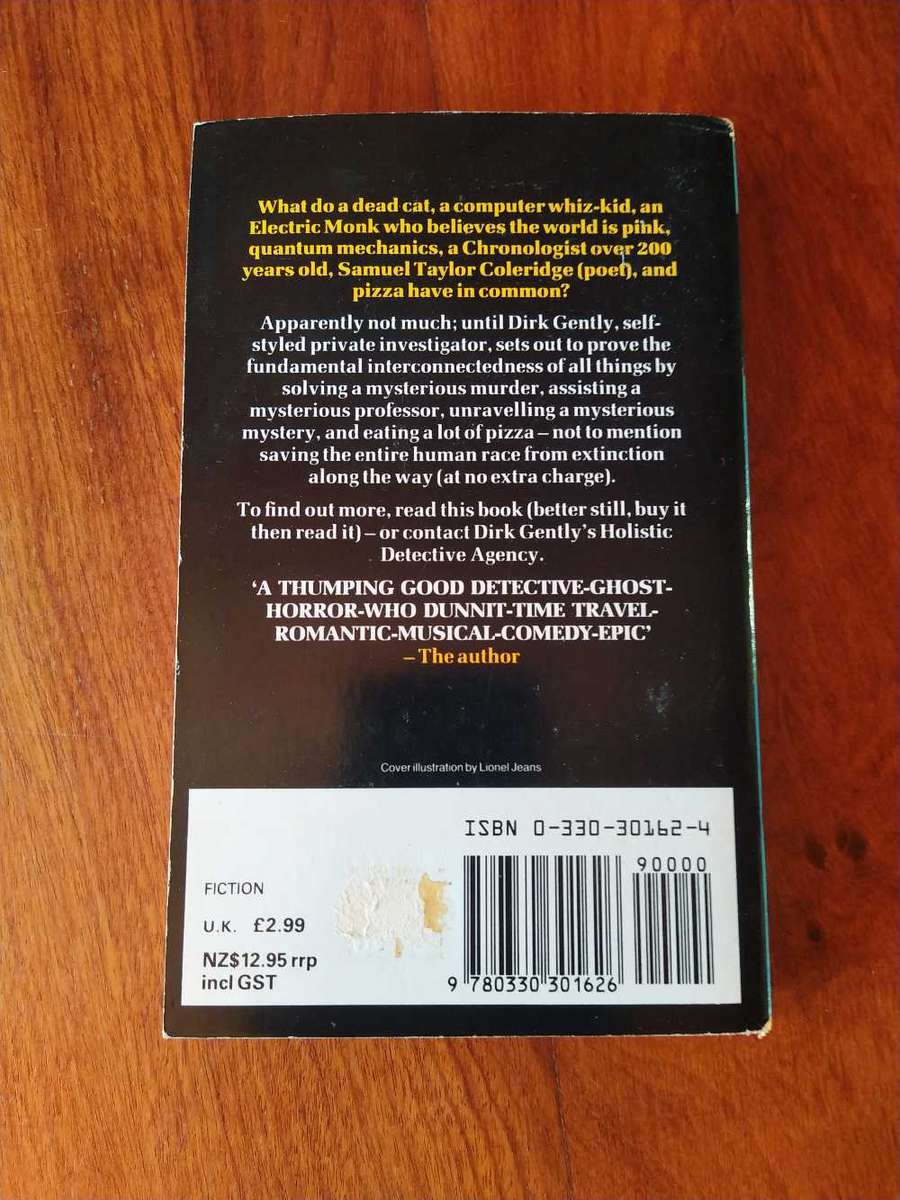 What do a dead cat, a computer whiz-kid, an
Electric Monk who believes the world is pink,
quantum mechanics, a Chronologist over 200
years old, Samuel Taylor Coleridge (poet), and
pizza have in common?
Apparently not much; until Dirk Gently, self-
styled private investigator, sets out to prove the
fundamental interconnectedness of all things by
solving a mysterious murder, assisting a
mysterious professor, unravelling a mysterious
mystery, and eating a lot of pizza – not to mention
saving the entire human race from extinction
along the way (at no extra charge).
To find out more, read this book (better still, buy it
then read it) – or contact Dirk Gently's Holistic
Detective Agency.
‘A THUMPING GOOD DETECTIVE-GHOST-
HORROR-WHO DUNNIT-TIME TRAVEL-
ROMANTIC-MUSICAL-COMEDY-EPIC’
– The author
Cover illustration by Lionel Jeans
ISBN 0-330-30162-4
90000
FICTION
U.K. £2.99
NZ$12.95 rrp
incl GST
9 780330 301626